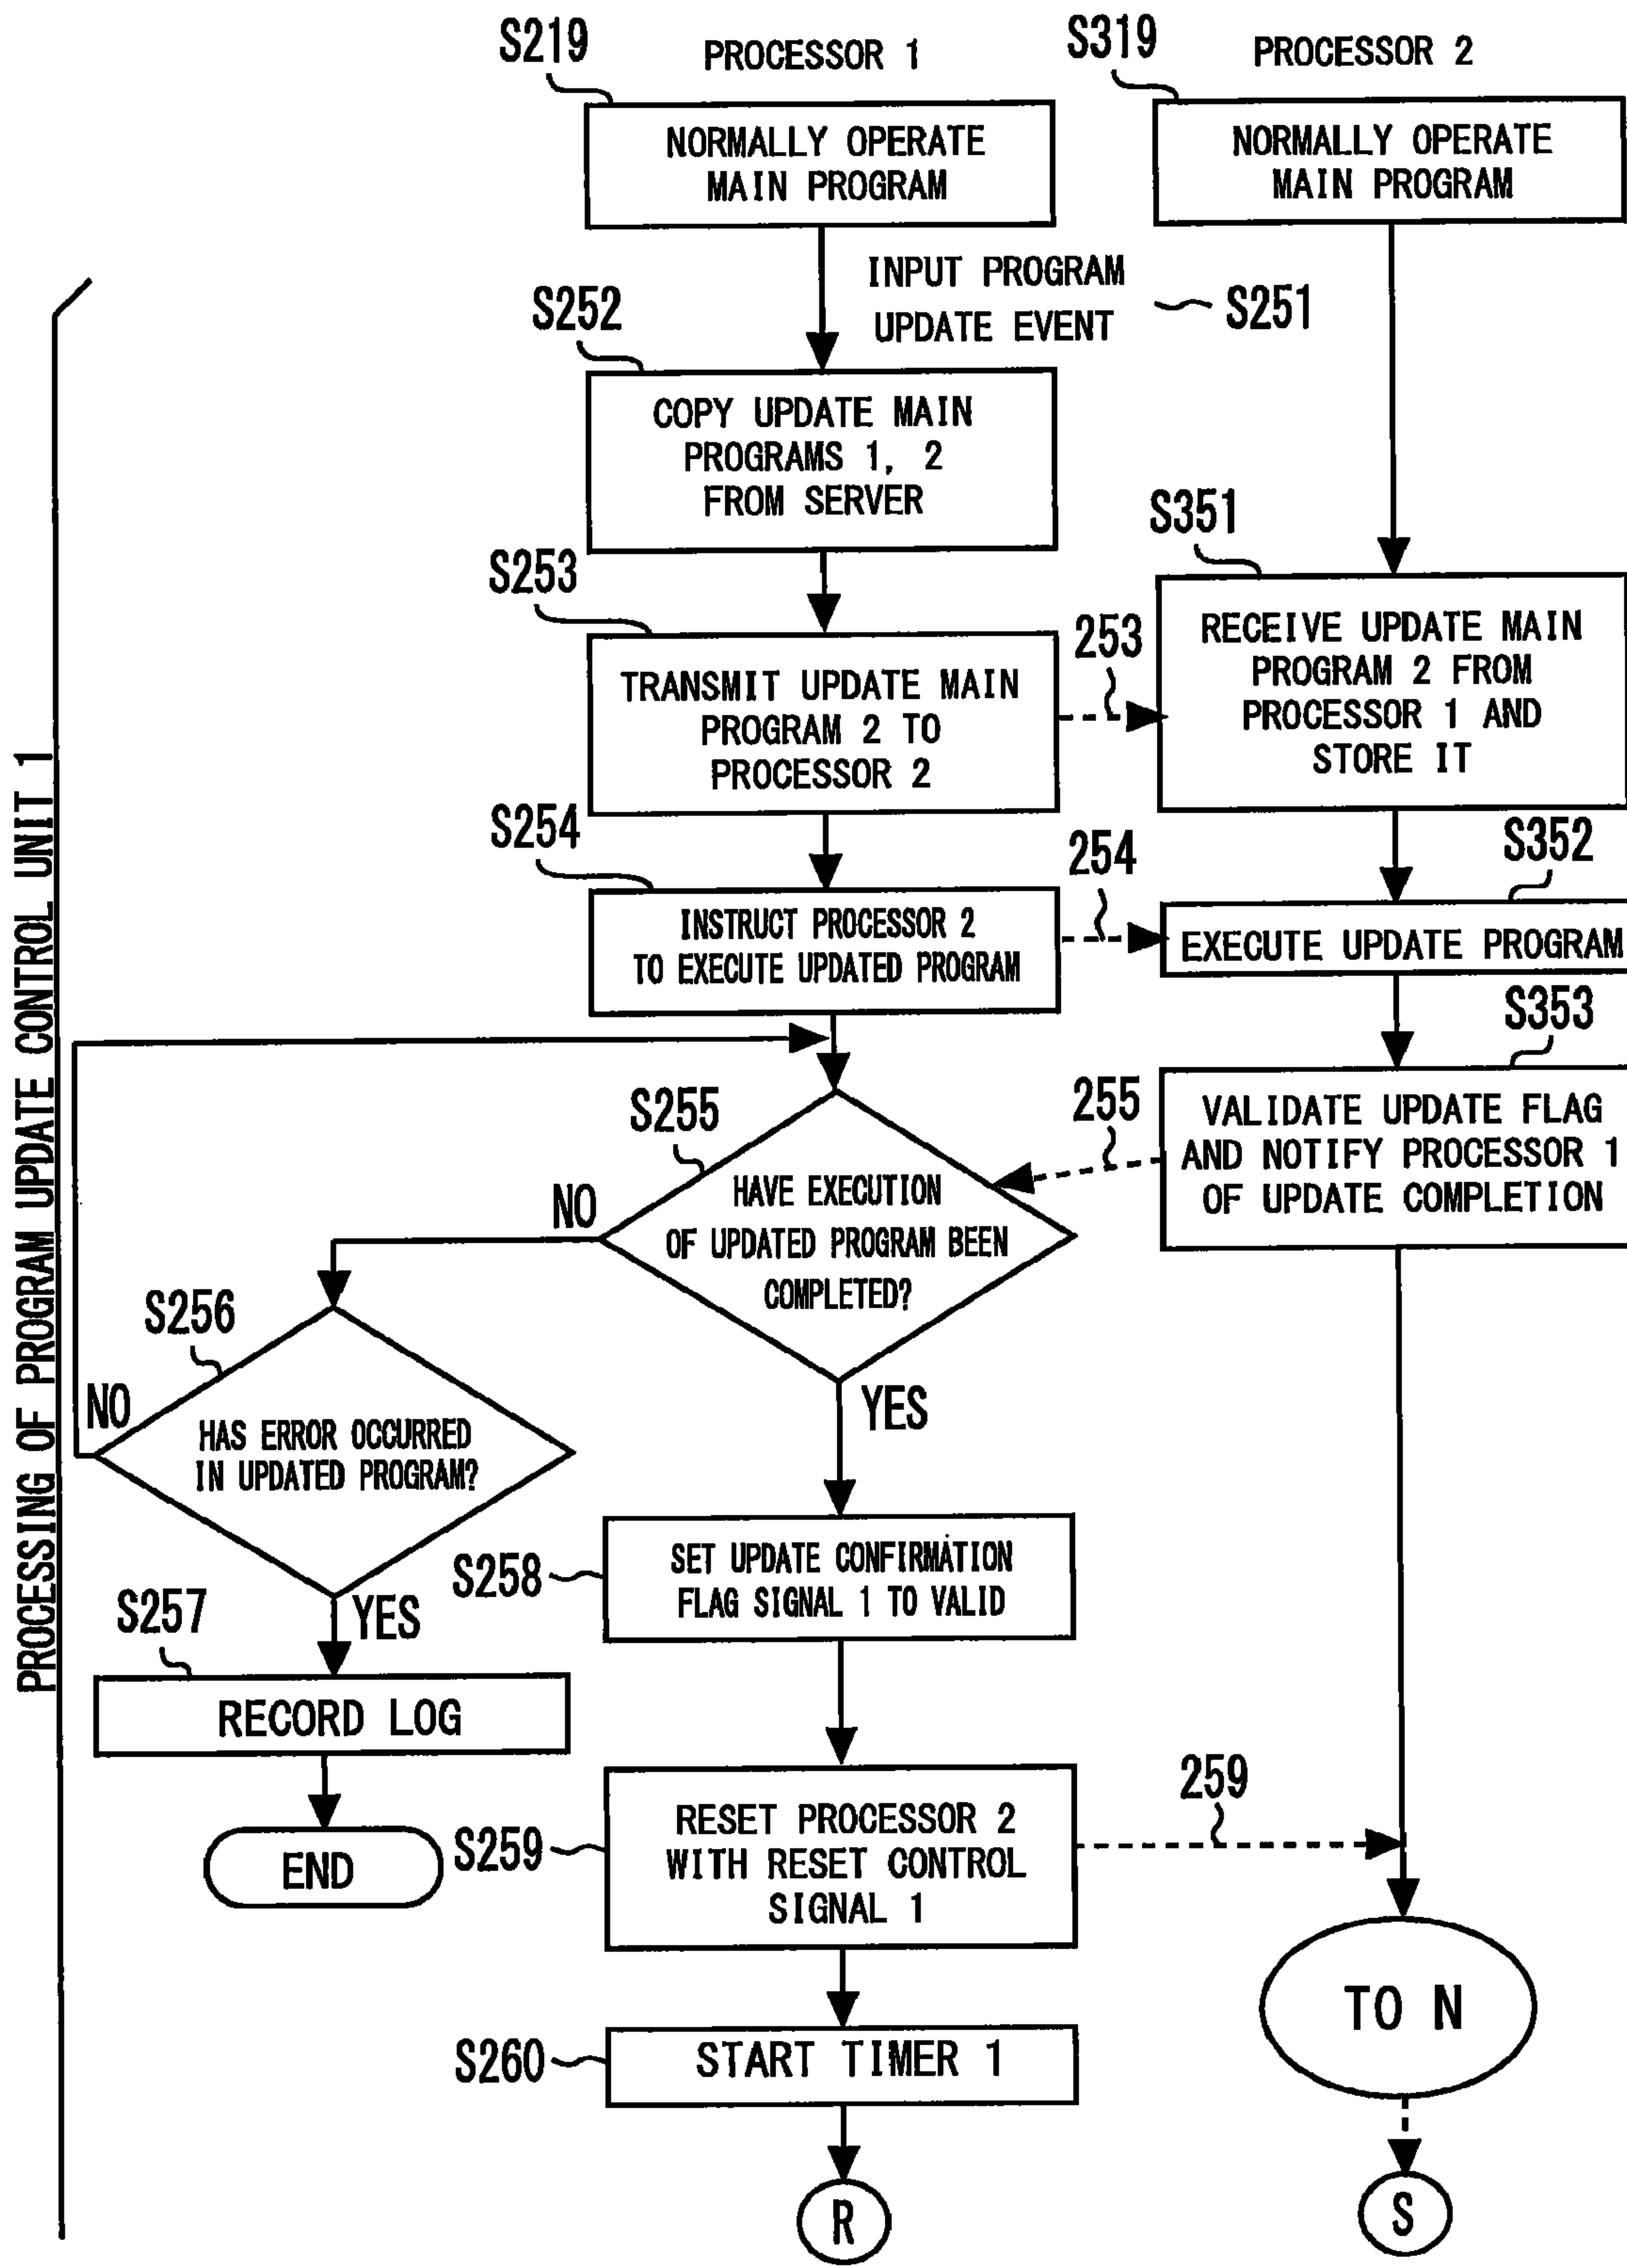 S219
PROCESSOR 1
S319
PROCESSOR 2
NORMALLY OPERATE
MAIN PROGRAM
NORMALLY OPERATE
MAIN PROGRAM
INPUT PROGRAM
UPDATE EVENT
S251
S252
COPY UPDATE MAIN
PROGRAMS 1, 2
FROM SERVER
S351
S253
TRANSMIT UPDATE MAIN
PROGRAM 2 TO
PROCESSOR 2
253
RECEIVE UPDATE MAIN
PROGRAM 2 FROM
PROCESSOR 1 AND
STORE IT
S254
INSTRUCT PROCESSOR 2
TO EXECUTE UPDATED PROGRAM
254
S352
EXECUTE UPDATE PROGRAM
S353
S255
HAVE EXECUTION
OF UPDATED PROGRAM BEEN
COMPLETED?
255
VALIDATE UPDATE FLAG
AND NOTIFY PROCESSOR 1
OF UPDATE COMPLETION
NO
YES
S256
HAS ERROR OCCURRED
IN UPDATED PROGRAM?
NO
YES
S257
RECORD LOG
END
S258
SET UPDATE CONFIRMATION
FLAG SIGNAL 1 TO VALID
S259
RESET PROCESSOR 2
WITH RESET CONTROL
SIGNAL 1
259
TO N
S260
START TIMER 1
R
S
PROCESSING OF PROGRAM UPDATE CONTROL UNIT 1